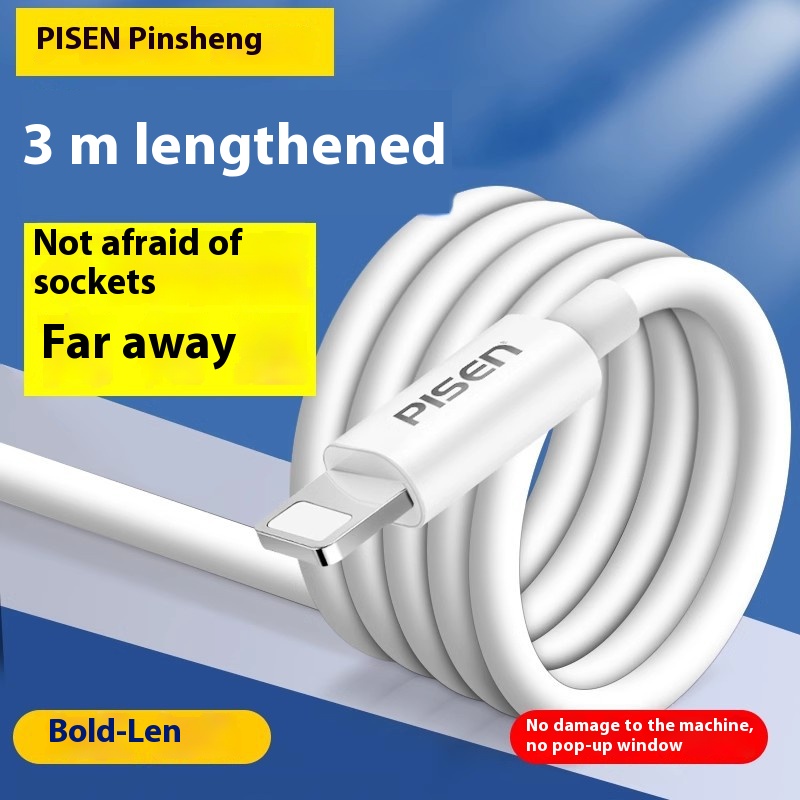 PISEN Pinsheng
3 m lengthened
Not afraid of
sockets
Far away
PISEN
Bold-Len
No damage to the machine,
no pop-up window